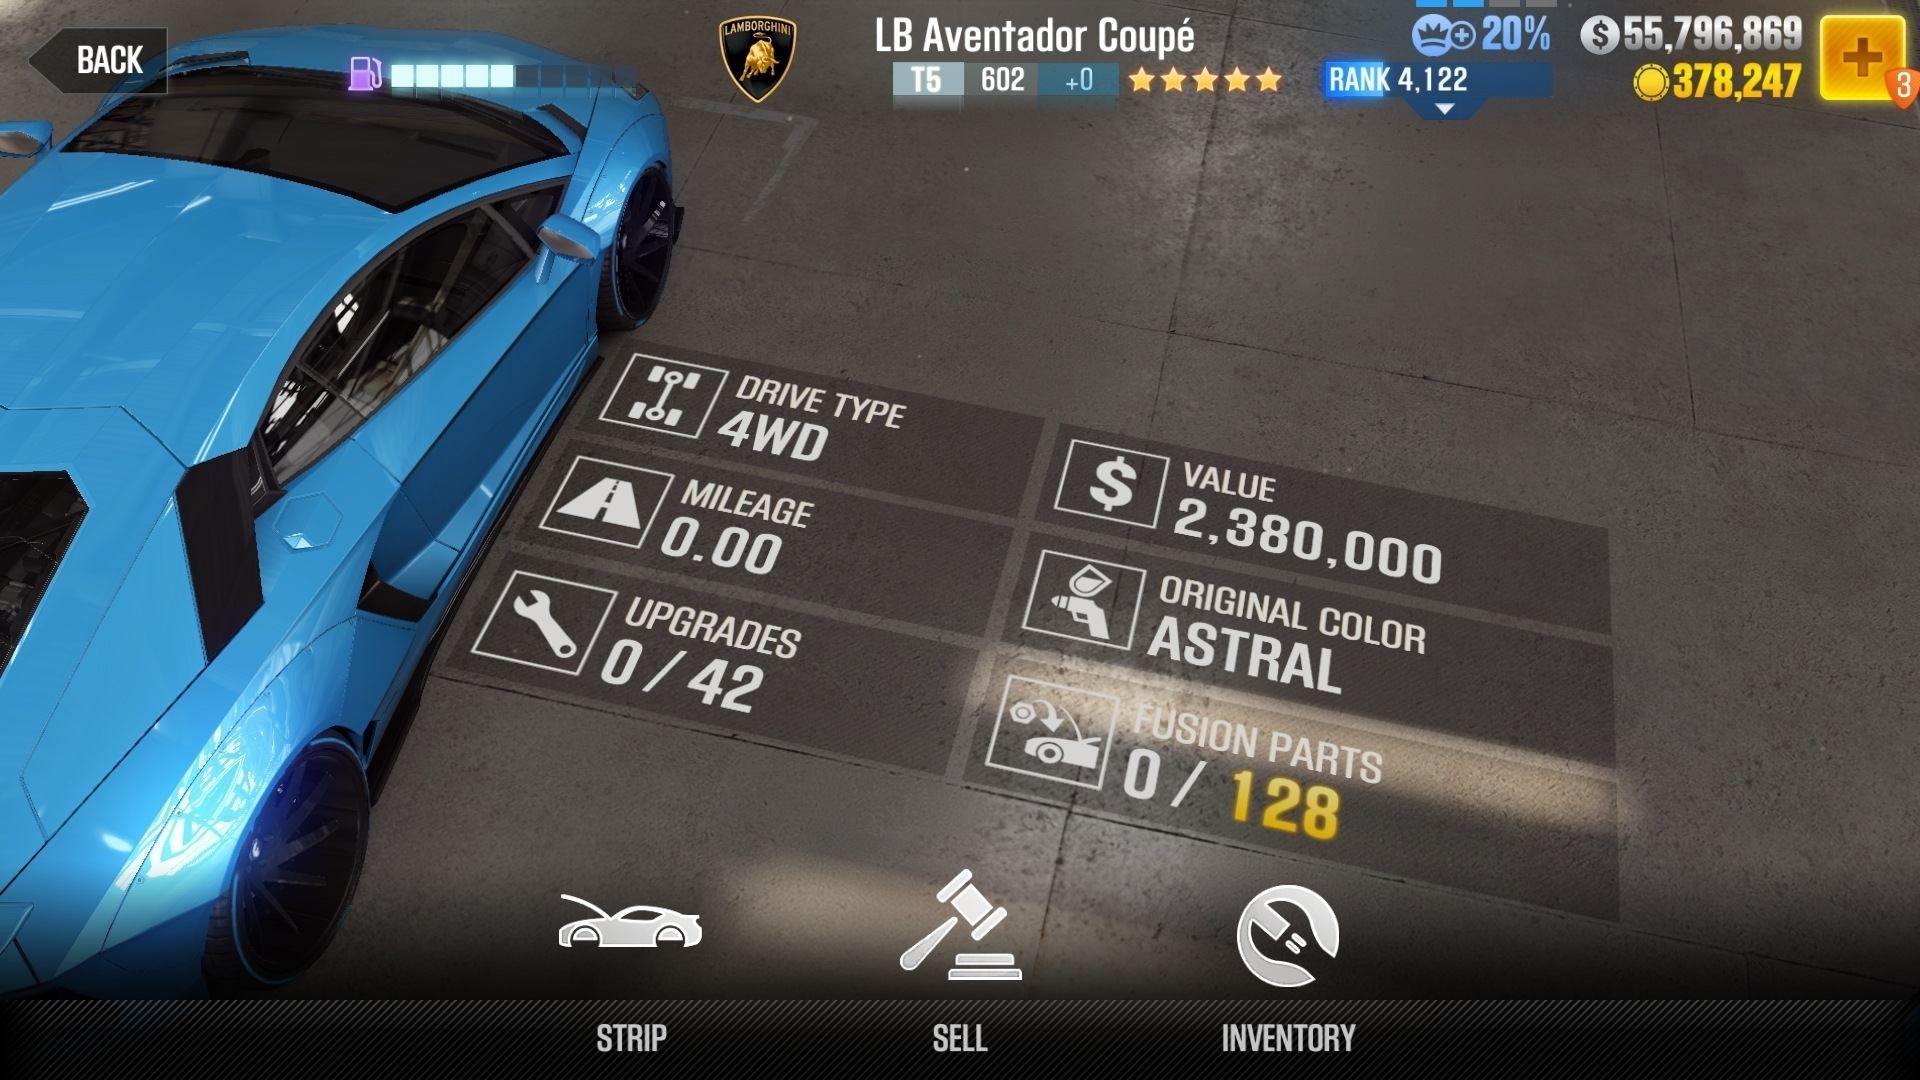 BACK
LAMBORGHINI
LB Aventador Coupé
T5 602 +0
20%
RANK 4,122
55,796,869
378,247
3
DRIVE TYPE
4WD
MILEAGE
0.00
UPGRADES
0 / 42
VALUE
2,380,000
ORIGINAL COLOR
ASTRAL
FUSION PARTS
0 / 128
STRIP
SELL
INVENTORY